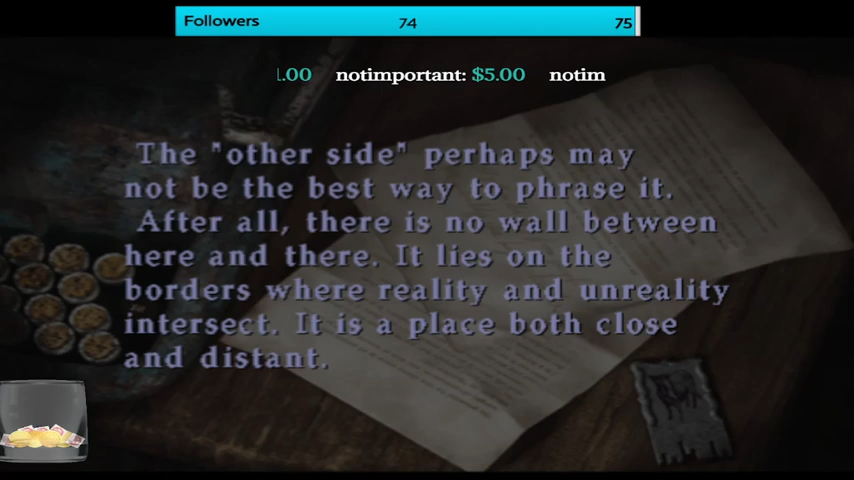 Followers 74 75
.00 notimportant: $5.00 notim
The "other side" perhaps may
not be the best way to phrase it.
After all, there is no wall between
here and there. It lies on the
borders where reality and unreality
intersect. It is a place both close
and distant.